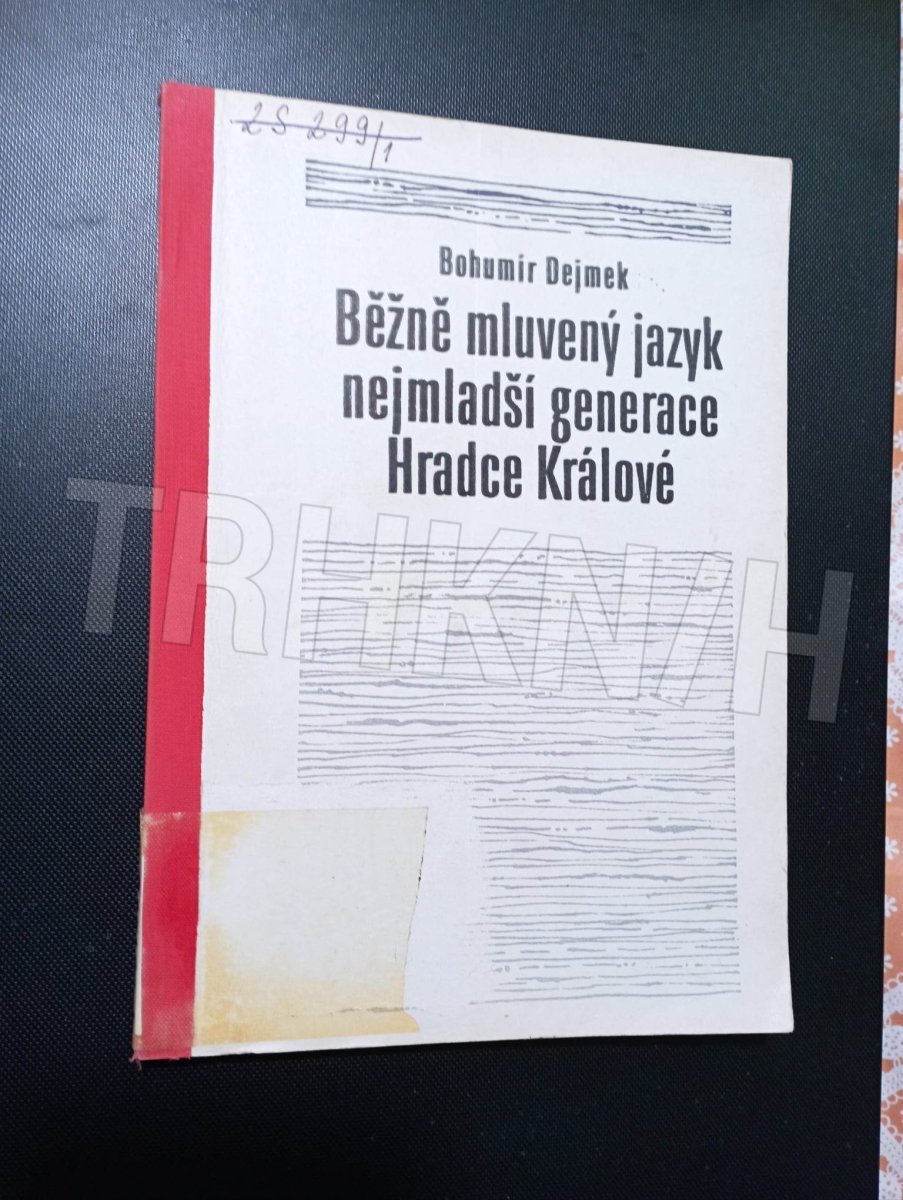 2S 299/1
Bohumír Dejmek
Běžně mluvený jazyk
nejmladší generace
Hradce Králové
TRHKNIH